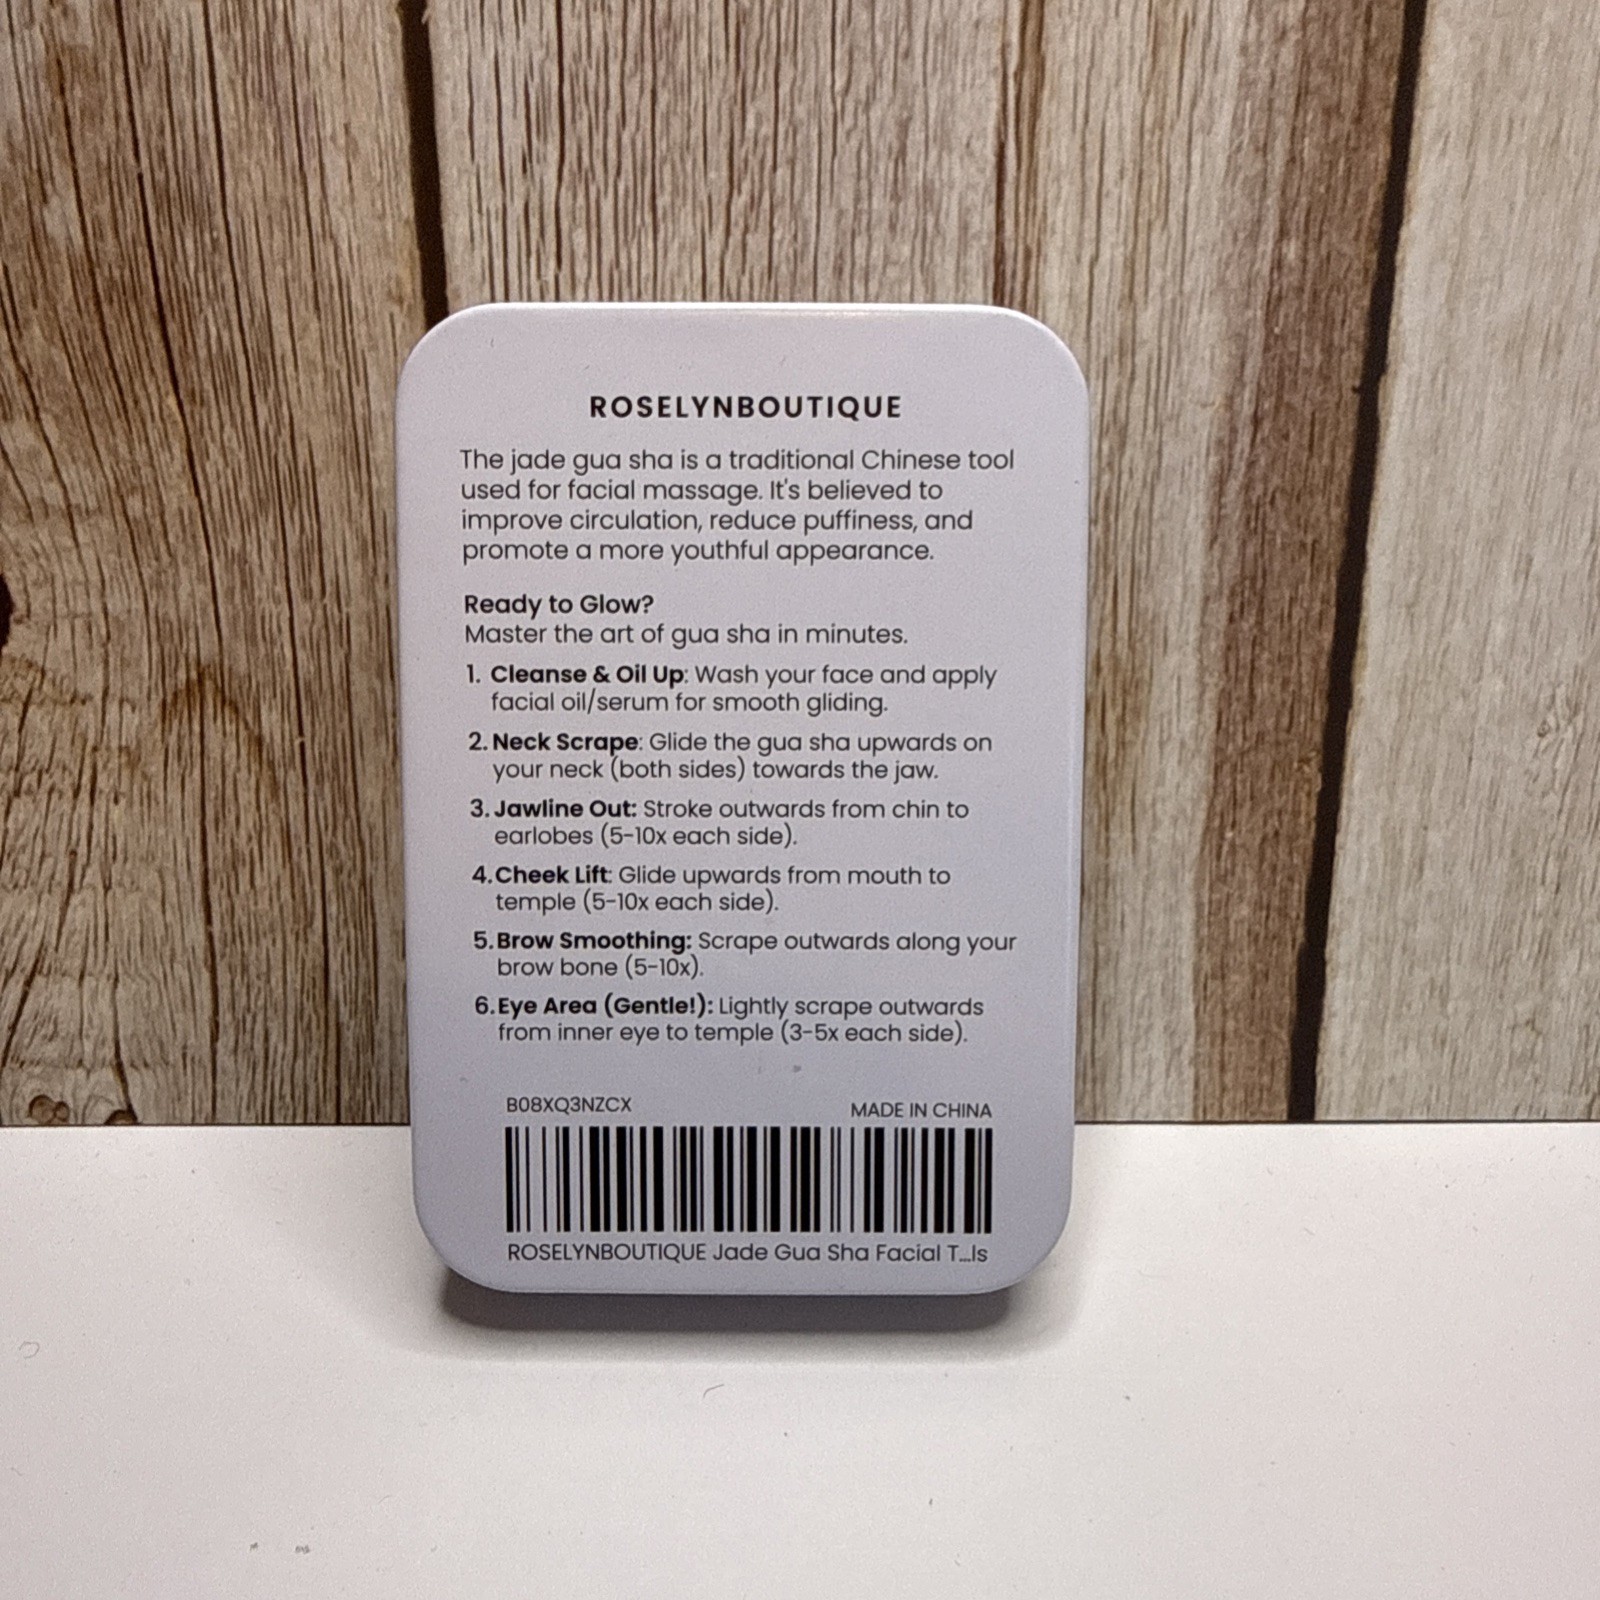 ROSELYNBOUTIQUE
The jade gua sha is a traditional Chinese tool
used for facial massage. It's believed to
improve circulation, reduce puffiness, and
promote a more youthful appearance.
Ready to Glow?
Master the art of gua sha in minutes.
1. Cleanse & Oil Up: Wash your face and apply
facial oil/serum for smooth gliding.
2. Neck Scrape: Glide the gua sha upwards on
your neck (both sides) towards the jaw.
3. Jawline Out: Stroke outwards from chin to
earlobes (5-10x each side).
4. Cheek Lift: Glide upwards from mouth to
temple (5-10x each side).
5. Brow Smoothing: Scrape outwards along your
brow bone (5-10x).
6. Eye Area (Gentle!): Lightly scrape outwards
from inner eye to temple (3-5x each side).
B08XQ3NZCX MADE IN CHINA
ROSELYNBOUTIQUE Jade Gua Sha Facial T...ls